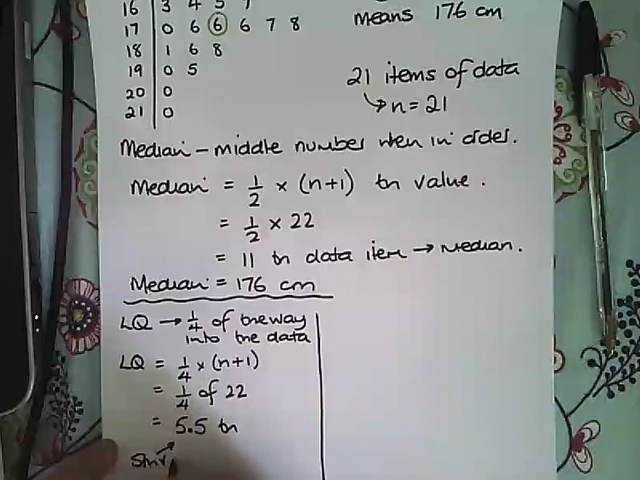 16 | 3 4 5 7
17 | 0 6 6 6 7 8
18 | 1 6 8
19 | 0 5
20 | 0
21 | 0
means 176 cm
21 items of data
↳ n = 21
Median - middle number when in order.
Median = 1/2 × (n+1) th value.
= 1/2 × 22
= 11 th data item → Median.
Median = 176 cm
LQ → 1/4 of the way
into the data
LQ = 1/4 × (n+1)
= 1/4 of 22
= 5.5 th